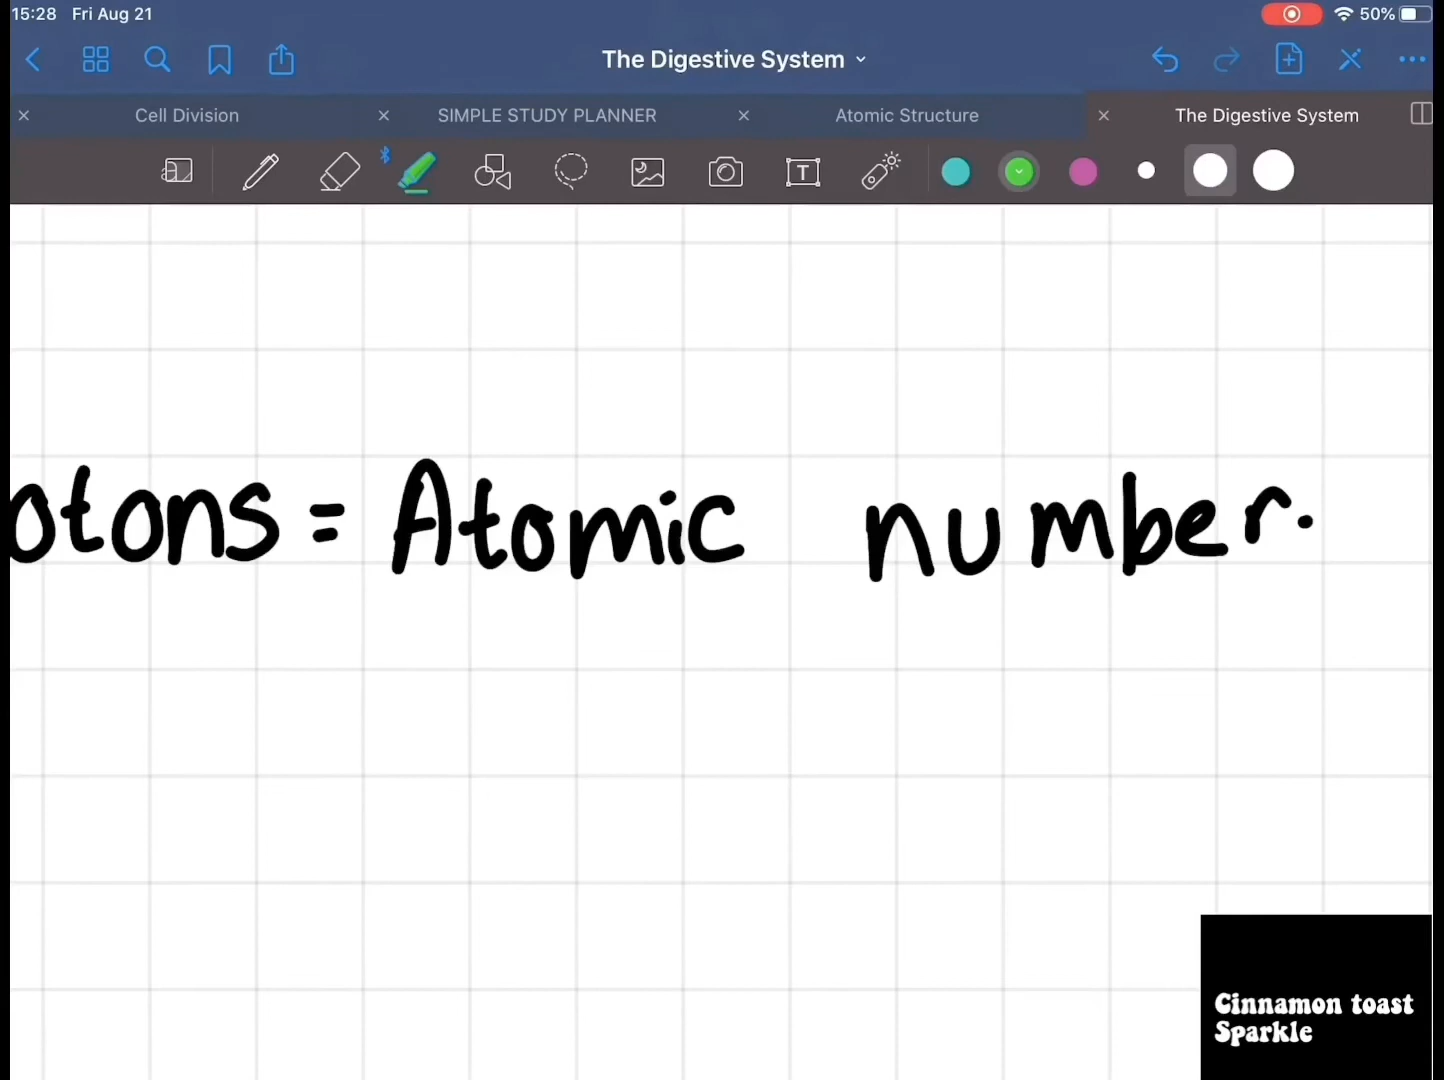 15:28 Fri Aug 21 50%
The Digestive System
Cell Division SIMPLE STUDY PLANNER Atomic Structure The Digestive System
T
otons = Atomic number.
Cinnamon toast
Sparkle